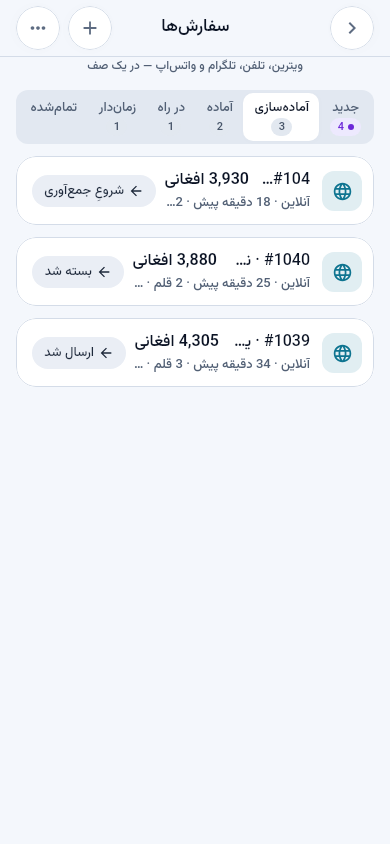 سفارش‌ها
ویترین، تلفن، تلگرام و واتس‌اپ — در یک صف
جدید
4
آماده‌سازی
3
آماده
2
در راه
1
زمان‌دار
1
تمام‌شده
#104… 3,930 افغانی
آنلاین · 18 دقیقه پیش · 2…
شروع جمع‌آوری
#1040 · نـ… 3,880 افغانی
آنلاین · 25 دقیقه پیش · 2 قلم · …
بسته شد
#1039 · یـ… 4,305 افغانی
آنلاین · 34 دقیقه پیش · 3 قلم · …
ارسال شد